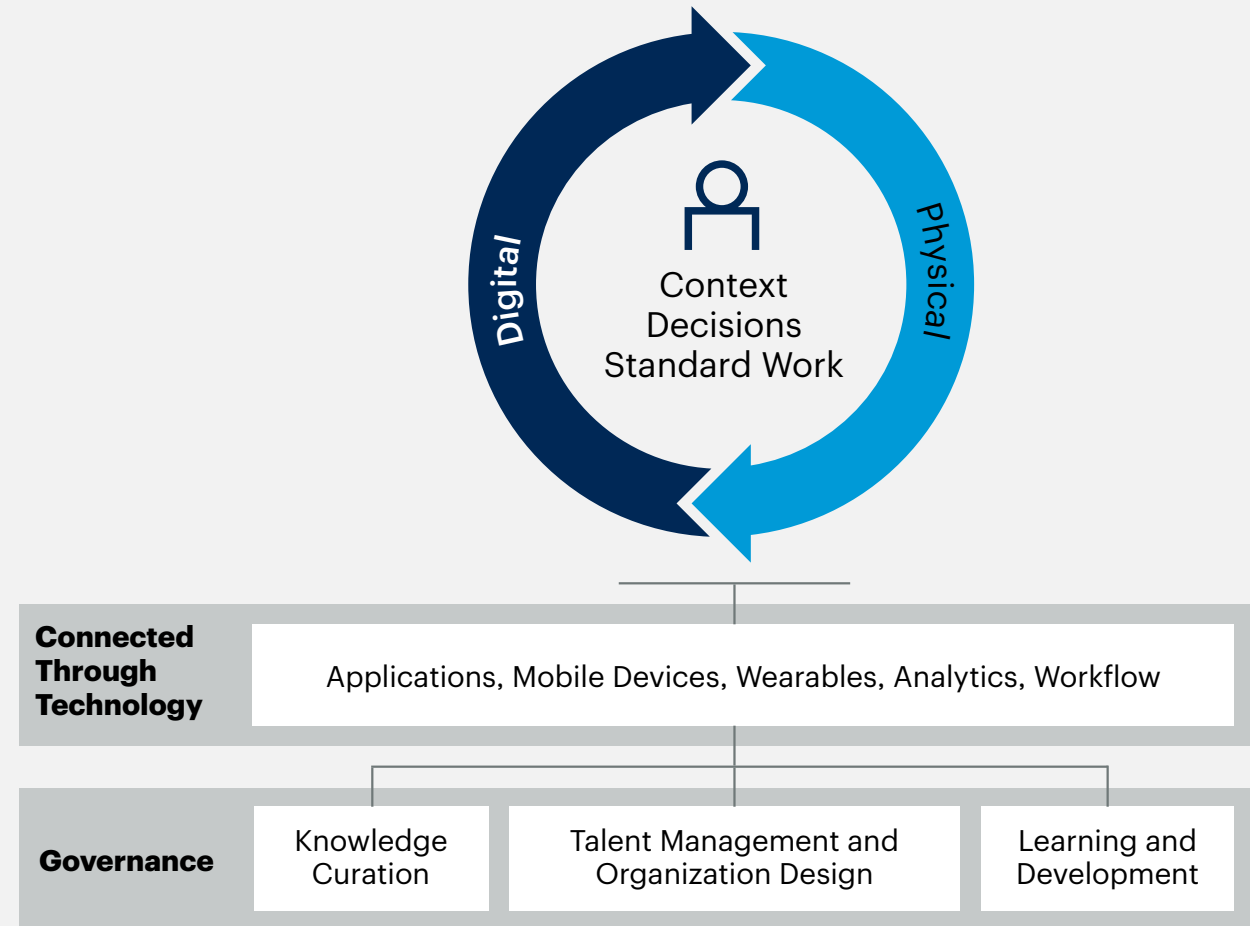 Digital
Physical
Context
Decisions
Standard Work
Connected
Through
Technology
Applications, Mobile Devices, Wearables, Analytics, Workflow
Governance
Knowledge
Curation
Talent Management and
Organization Design
Learning and
Development